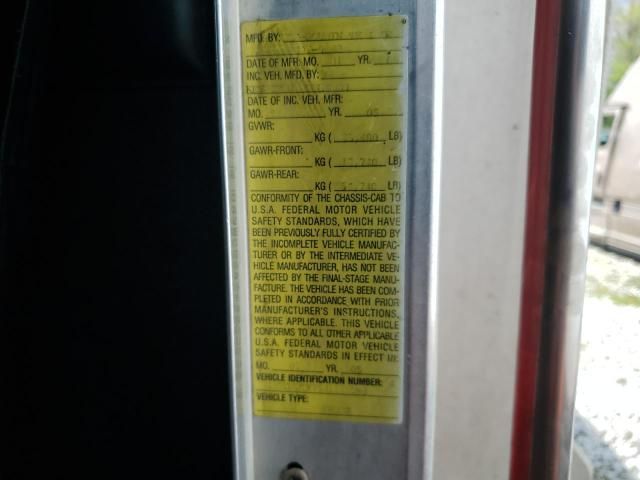 MFD BY:
DATE OF MFR: MO. YR.
INC. VEH. MFD. BY:
DATE OF INC. VEH. MFR:
MO. YR. 05
GVWR:
KG ( LB)
GAWR-FRONT:
KG ( LB)
GAWR-REAR:
KG ( LB)
CONFORMITY OF THE CHASSIS-CAB TO
U.S.A. FEDERAL MOTOR VEHICLE
SAFETY STANDARDS, WHICH HAVE
BEEN PREVIOUSLY FULLY CERTIFIED BY
THE INCOMPLETE VEHICLE MANUFAC-
TURER OR BY THE INTERMEDIATE VE-
HICLE MANUFACTURER, HAS NOT BEEN
AFFECTED BY THE FINAL-STAGE MANU-
FACTURE. THE VEHICLE HAS BEEN COM-
PLETED IN ACCORDANCE WITH PRIOR
MANUFACTURER'S INSTRUCTIONS,
WHERE APPLICABLE. THIS VEHICLE
CONFORMS TO ALL OTHER APPLICABLE
U.S.A. FEDERAL MOTOR VEHICLE
SAFETY STANDARDS IN EFFECT IN:
MO. YR. 05
VEHICLE IDENTIFICATION NUMBER:
VEHICLE TYPE: